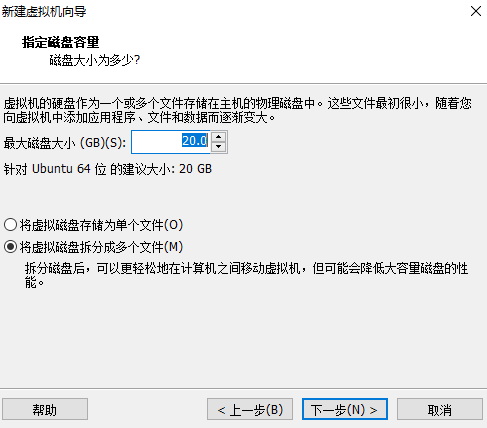 新建虚拟机向导
指定磁盘容量
磁盘大小为多少?
虚拟机的硬盘作为一个或多个文件存储在主机的物理磁盘中。这些文件最初很小，随着您
向虚拟机中添加应用程序、文件和数据而逐渐变大。
最大磁盘大小 (GB)(S): 20.0
针对 Ubuntu 64 位 的建议大小: 20 GB
将虚拟磁盘存储为单个文件(O)
将虚拟磁盘拆分成多个文件(M)
拆分磁盘后，可以更轻松地在计算机之间移动虚拟机，但可能会降低大容量磁盘的性
能。
帮助 < 上一步(B) 下一步(N) > 取消